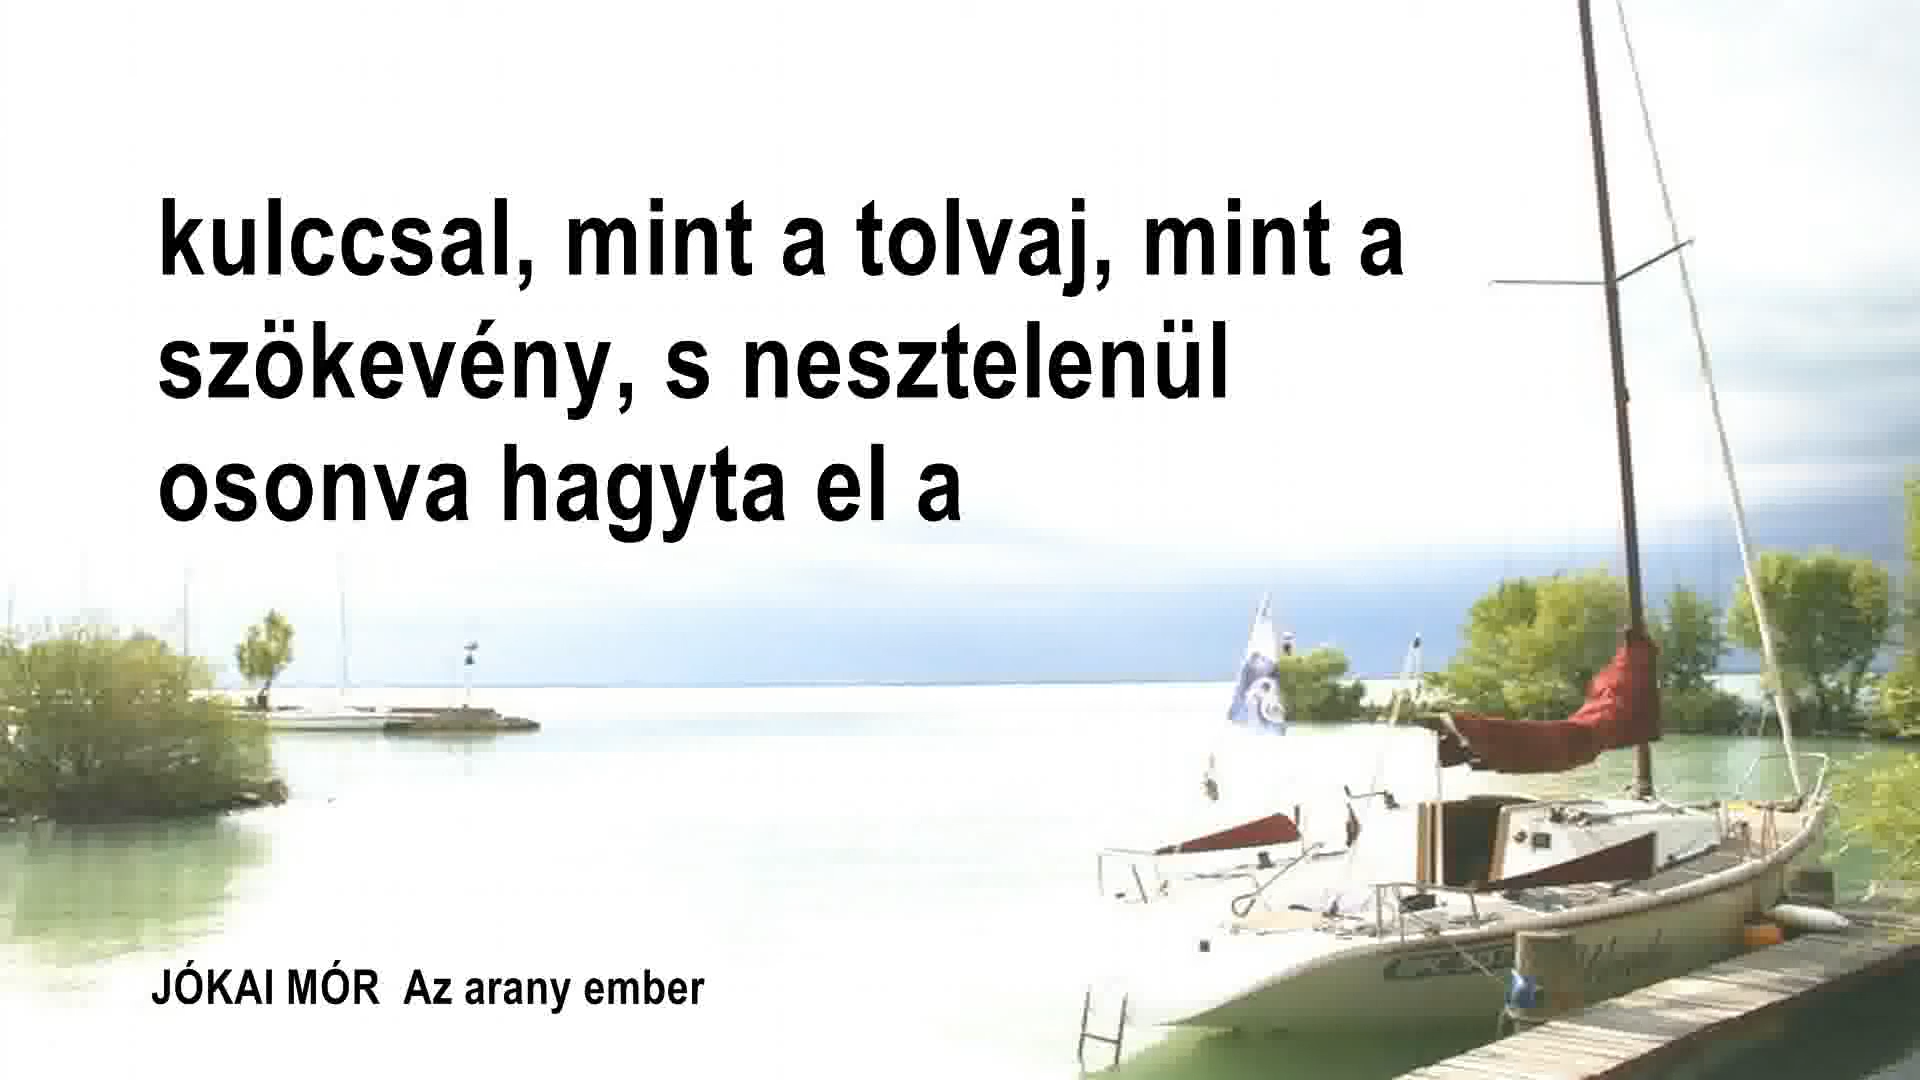 kulccsal, mint a tolvaj, mint a
szökevény, s nesztelenül
osonva hagyta el a
JÓKAI MÓR Az arany ember